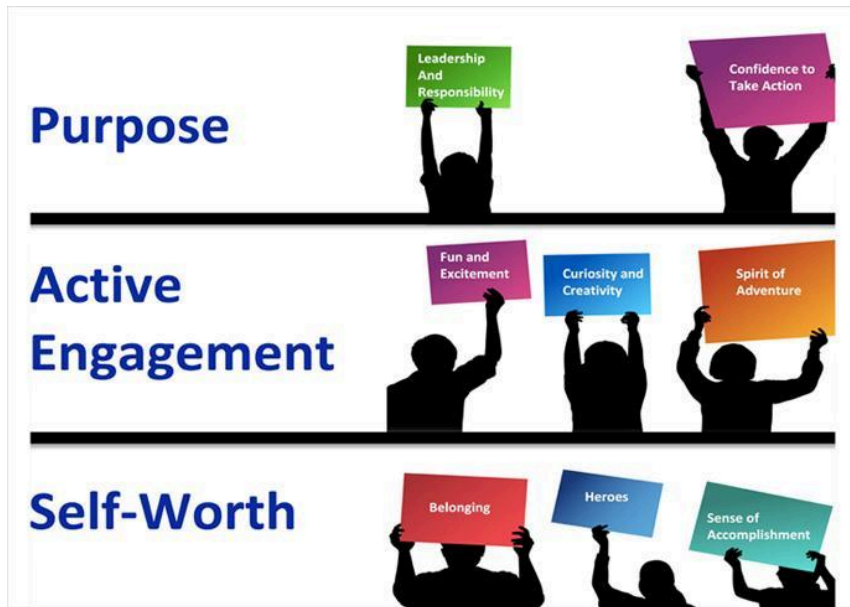 Purpose
Leadership
And
Responsibility
Confidence to
Take Action
Active
Engagement
Fun and
Excitement
Curiosity and
Creativity
Spirit of
Adventure
Self-Worth
Belonging
Heroes
Sense of
Accomplishment